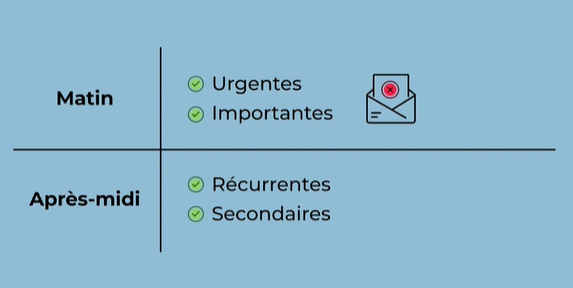 Matin
Urgentes
Importantes
Après-midi
Récurrentes
Secondaires